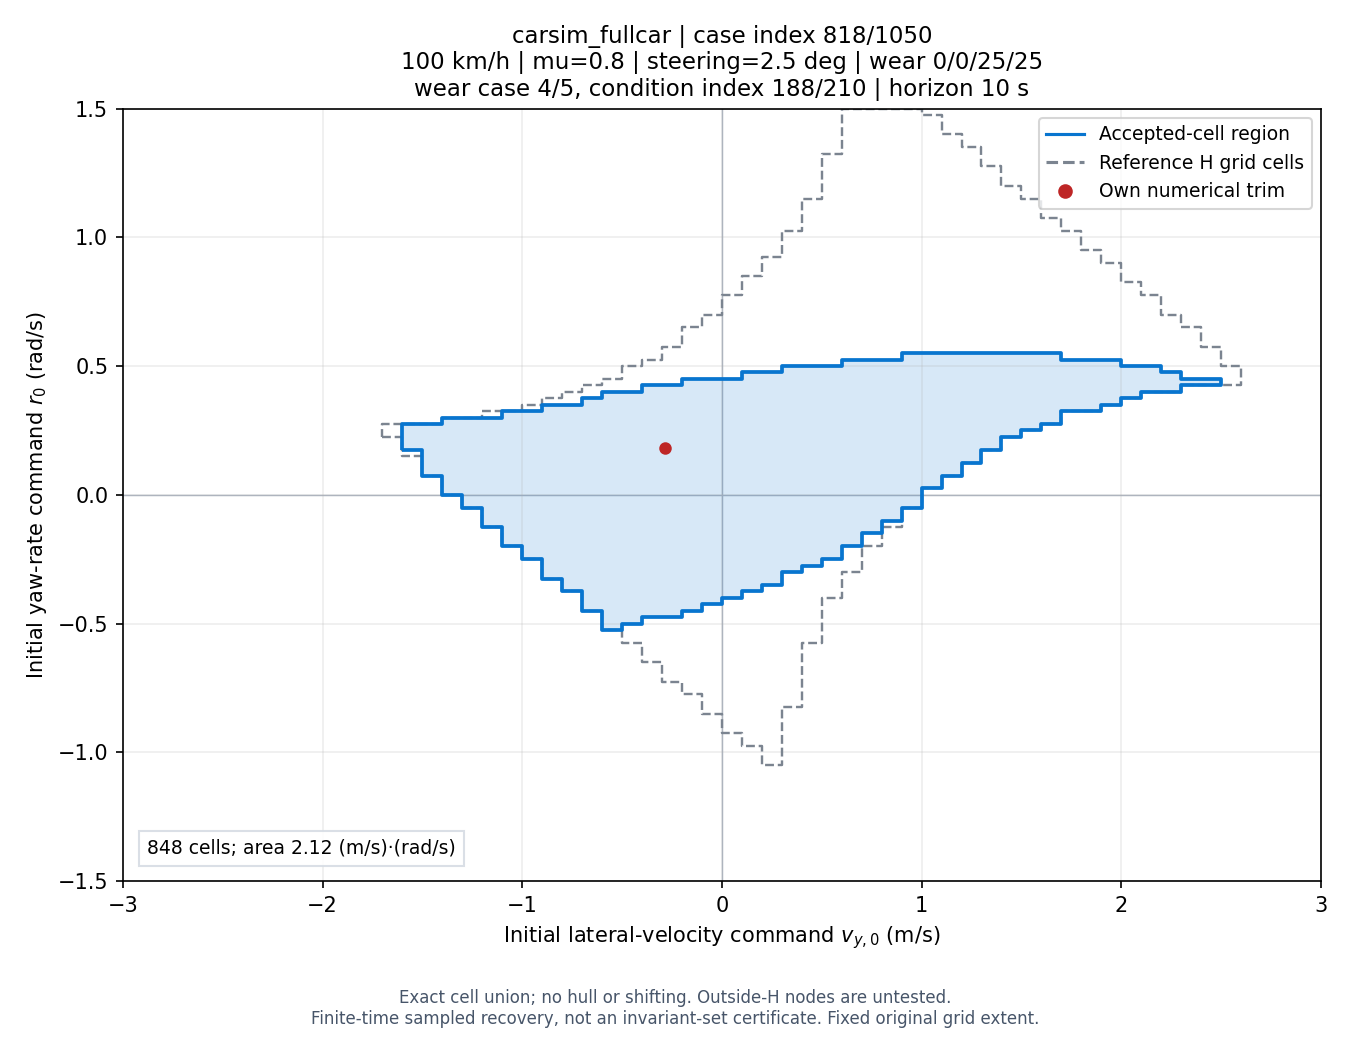 carsim_fullcar | case index 818/1050
100 km/h | mu=0.8 | steering=2.5 deg | wear 0/0/25/25
wear case 4/5, condition index 188/210 | horizon 10 s
Accepted-cell region
Reference H grid cells
Own numerical trim
1.5
1.0
0.5
0.0
−0.5
−1.0
−1.5
Initial yaw-rate command r₀ (rad/s)
848 cells; area 2.12 (m/s)·(rad/s)
−3
−2
−1
0
1
2
3
Initial lateral-velocity command v_{y,0} (m/s)
Exact cell union; no hull or shifting. Outside-H nodes are untested.
Finite-time sampled recovery, not an invariant-set certificate. Fixed original grid extent.